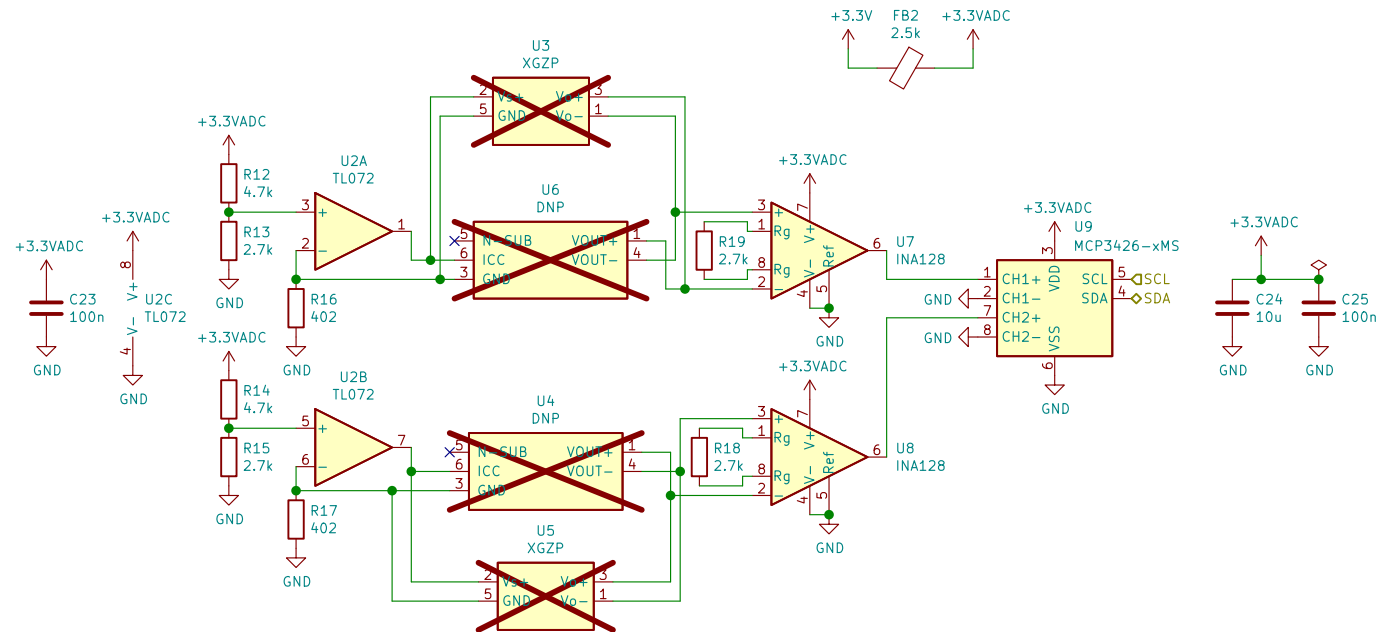 +3.3V FB2 +3.3VADC
2.5k
U3
XGZP
2 Vs+ Vo+ 3
5 GND Vo- 1
+3.3VADC
R12
4.7k
R13
2.7k
GND
U2A
TL072
3 +
2 -
1
R16
402
GND
U6
DNP
5 N-SUB VOUT+ 1
6 ICC VOUT- 4
3 GND
+3.3VADC
R19
2.7k
3 +
1 Rg
8 Rg
2 -
7 V+
4 V-
5 Ref
6 U7
INA128
GND
+3.3VADC
U9
MCP3426-xMS
3 VDD
1 CH1+ SCL 5 SCL
GND 2 CH1- SDA 4 SDA
7 CH2+
GND 8 CH2-
VSS
6
GND
+3.3VADC
C24
10u
GND
C25
100n
GND
+3.3VADC
C23
100n
GND
+3.3VADC
8 V+
U2C
TL072
4 V-
GND
+3.3VADC
R14
4.7k
R15
2.7k
GND
U2B
TL072
5 +
6 -
7
R17
402
GND
U4
DNP
5 N-SUB VOUT+ 1
6 ICC VOUT- 4
3 GND
U5
XGZP
2 Vs+ Vo+ 3
5 GND Vo- 1
+3.3VADC
R18
2.7k
3 +
1 Rg
8 Rg
2 -
7 V+
4 V-
5 Ref
6 U8
INA128
GND